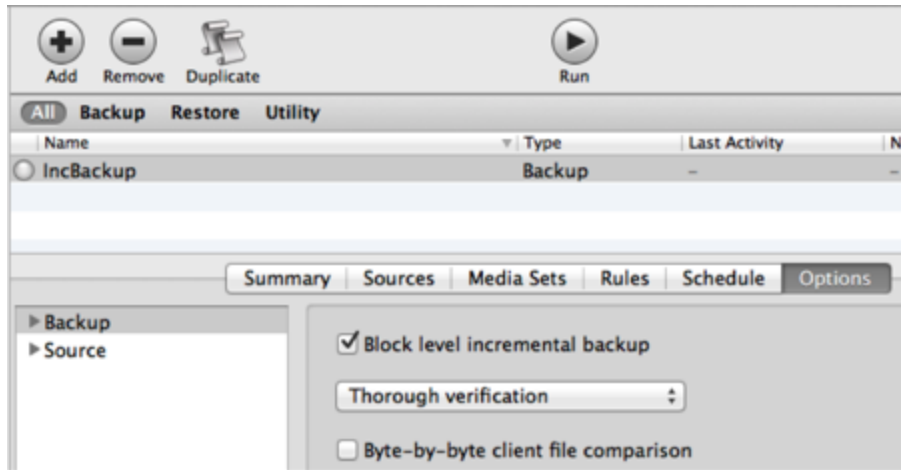 Add Remove Duplicate Run
All Backup Restore Utility
Name Type Last Activity N
IncBackup Backup – –
Summary Sources Media Sets Rules Schedule Options
Backup
Source
Block level incremental backup
Thorough verification
Byte-by-byte client file comparison